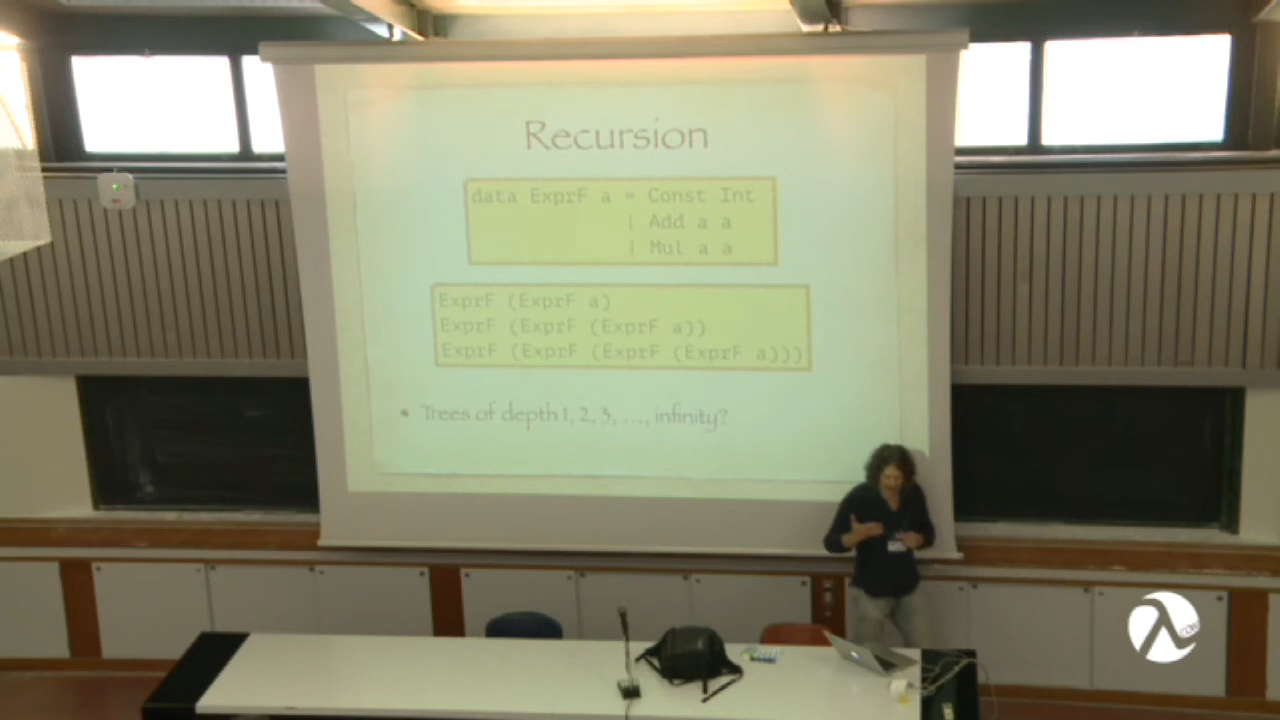 Recursion
data ExprF a = Const Int
| Add a a
| Mul a a
ExprF (ExprF a)
ExprF (ExprF (ExprF a))
ExprF (ExprF (ExprF (ExprF a)))
• Trees of depth 1, 2, 3, ..., infinity?
λC